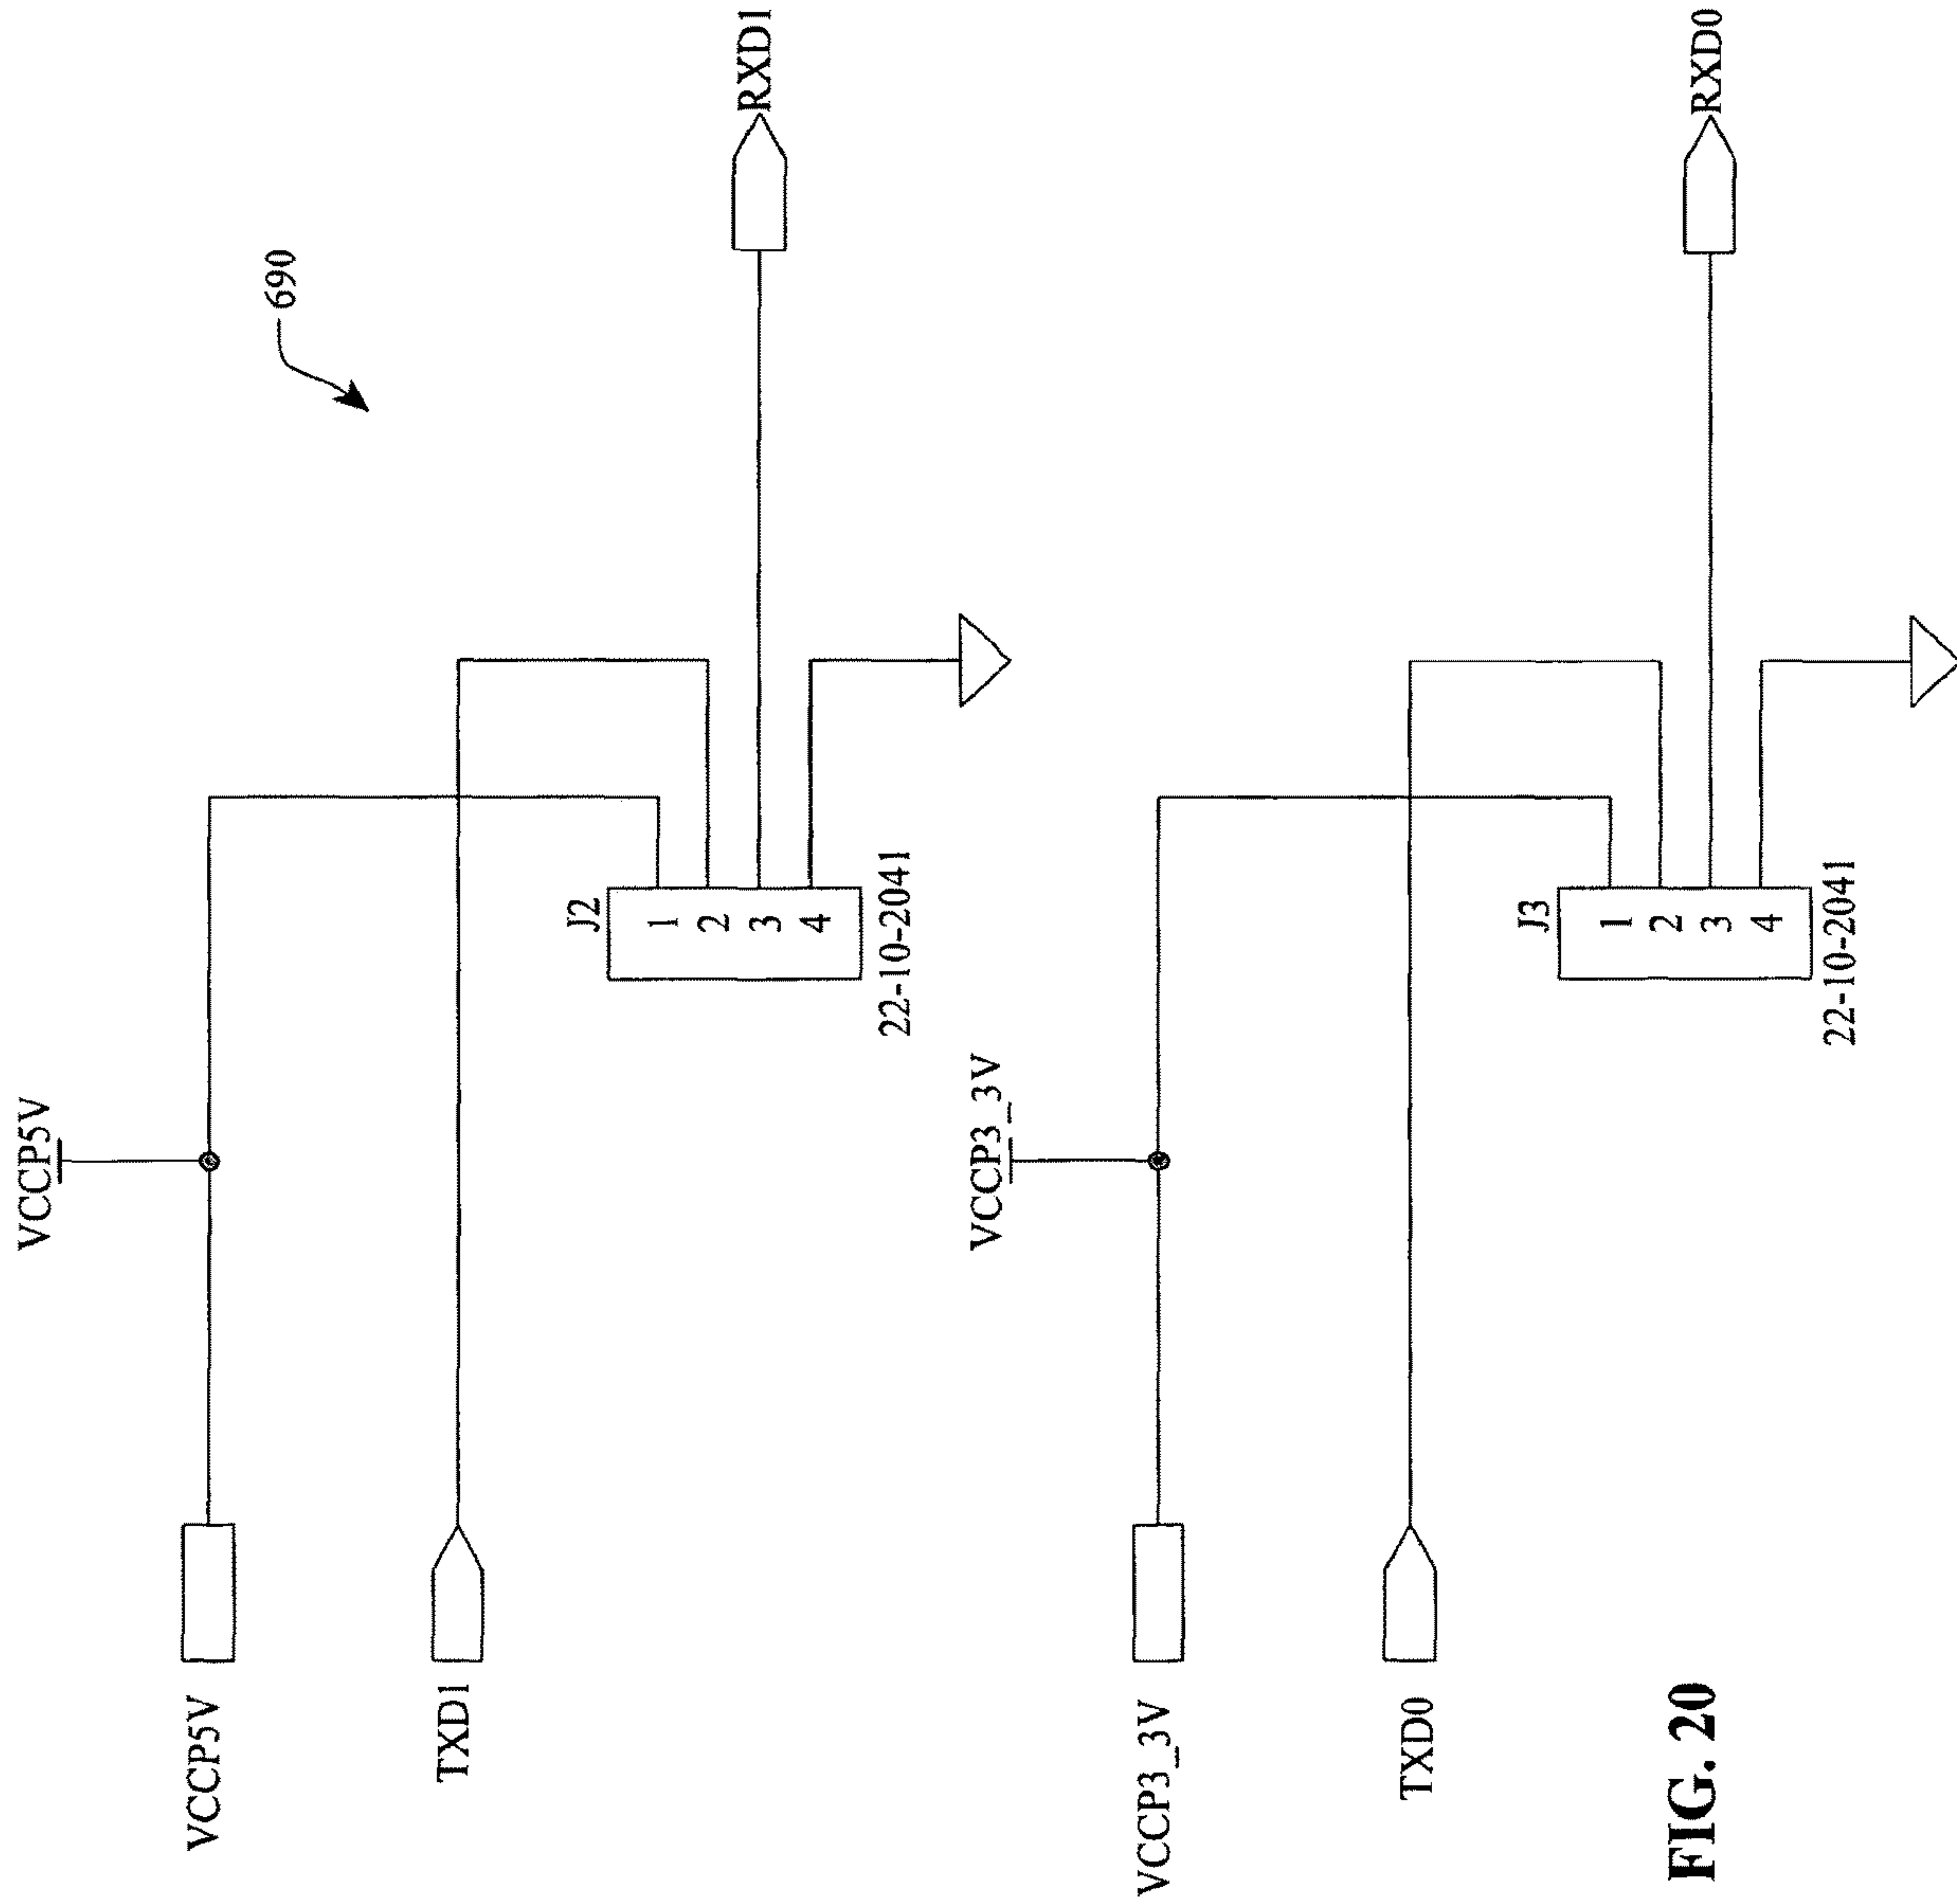 690
VCCP5V
VCCP5V
TXD1
RXD1
J2
1
2
3
4
22-10-2041
VCCP3_3V
VCCP3_3V
TXD0
RXD0
J3
1
2
3
4
22-10-2041
FIG. 20